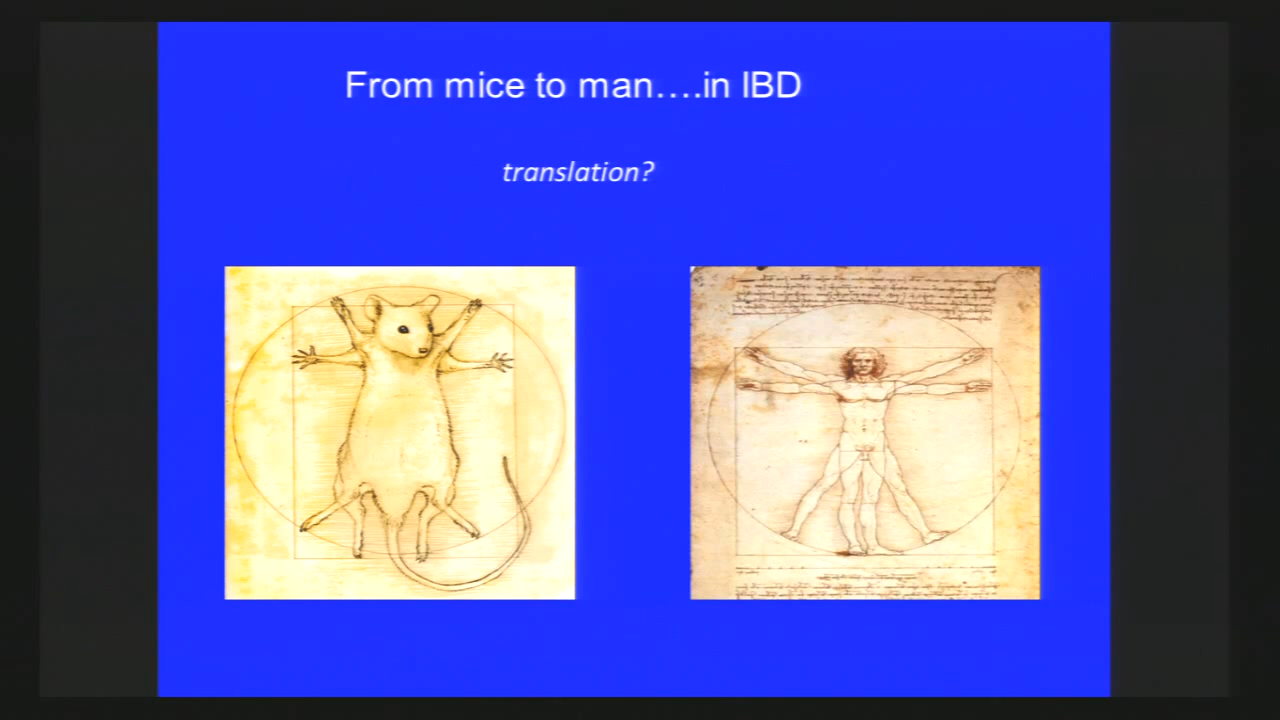 From mice to man….in IBD
translation?